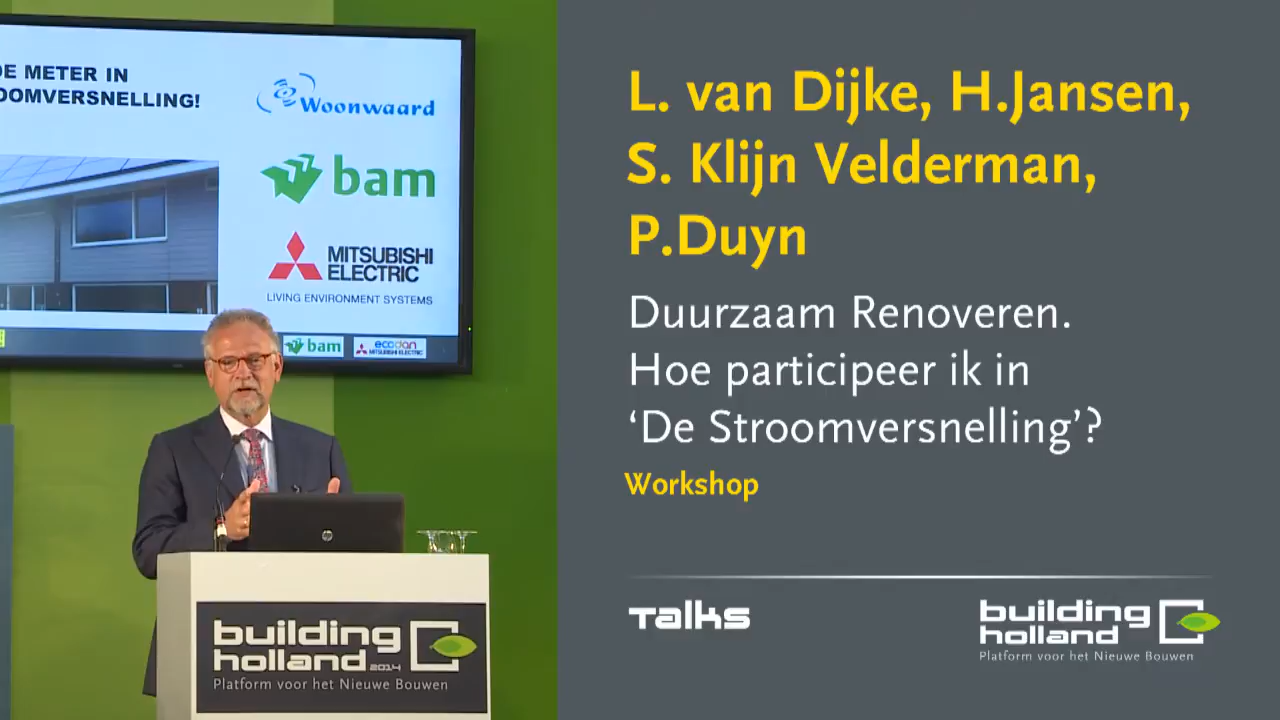 DE METER IN
OOMVERSNELLING!
Woonwaard
bam
MITSUBISHI
ELECTRIC
LIVING ENVIRONMENT SYSTEMS
bam
ecodan
MITSUBISHI ELECTRIC
hp
building
holland 2014
Platform voor het Nieuwe Bouwen
L. van Dijke, H.Jansen,
S. Klijn Velderman,
P.Duyn
Duurzaam Renoveren.
Hoe participeer ik in
‘De Stroomversnelling’?
Workshop
Talks
building
holland
Platform voor het Nieuwe Bouwen